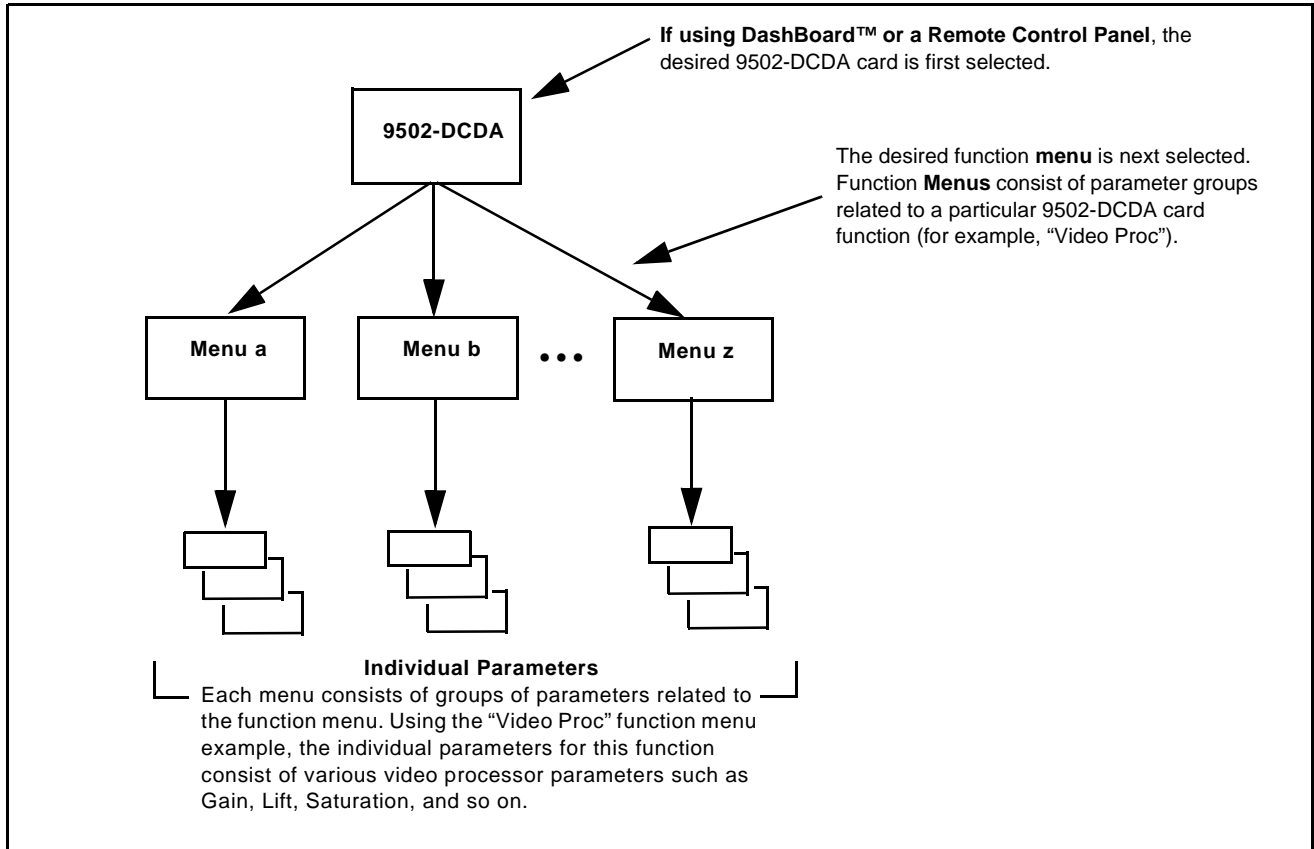 If using DashBoard™ or a Remote Control Panel, the
desired 9502-DCDA card is first selected.
9502-DCDA
The desired function menu is next selected.
Function Menus consist of parameter groups
related to a particular 9502-DCDA card
function (for example, “Video Proc”).
Menu a
Menu b
•••
Menu z
Individual Parameters
Each menu consists of groups of parameters related to
the function menu. Using the “Video Proc” function menu
example, the individual parameters for this function
consist of various video processor parameters such as
Gain, Lift, Saturation, and so on.